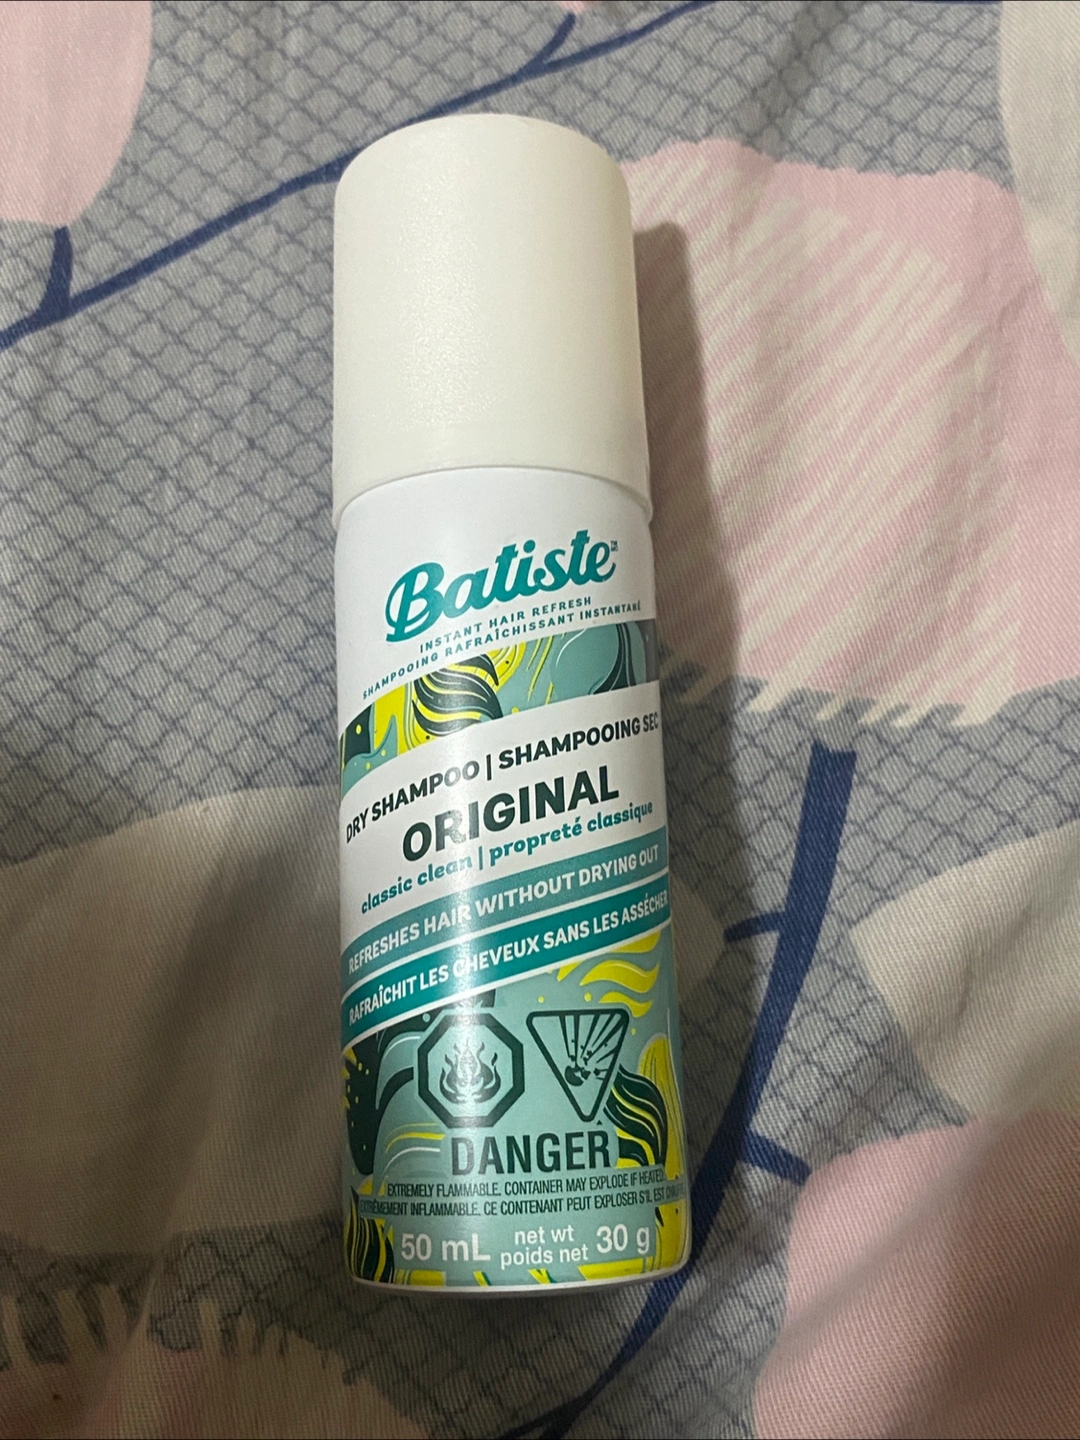 Batiste™
INSTANT HAIR REFRESH
SHAMPOOING RAFRAÎCHISSANT INSTANTANÉ
DRY SHAMPOO | SHAMPOOING SEC
ORIGINAL
classic clean | propreté classique
REFRESHES HAIR WITHOUT DRYING OUT
RAFRAÎCHIT LES CHEVEUX SANS LES ASSÉCHER
DANGER
EXTREMELY FLAMMABLE. CONTAINER MAY EXPLODE IF HEATED.
EXTRÊMEMENT INFLAMMABLE. CE CONTENANT PEUT EXPLOSER S'IL EST CHAUFFÉ.
50 mL net wt 30 g
poids net